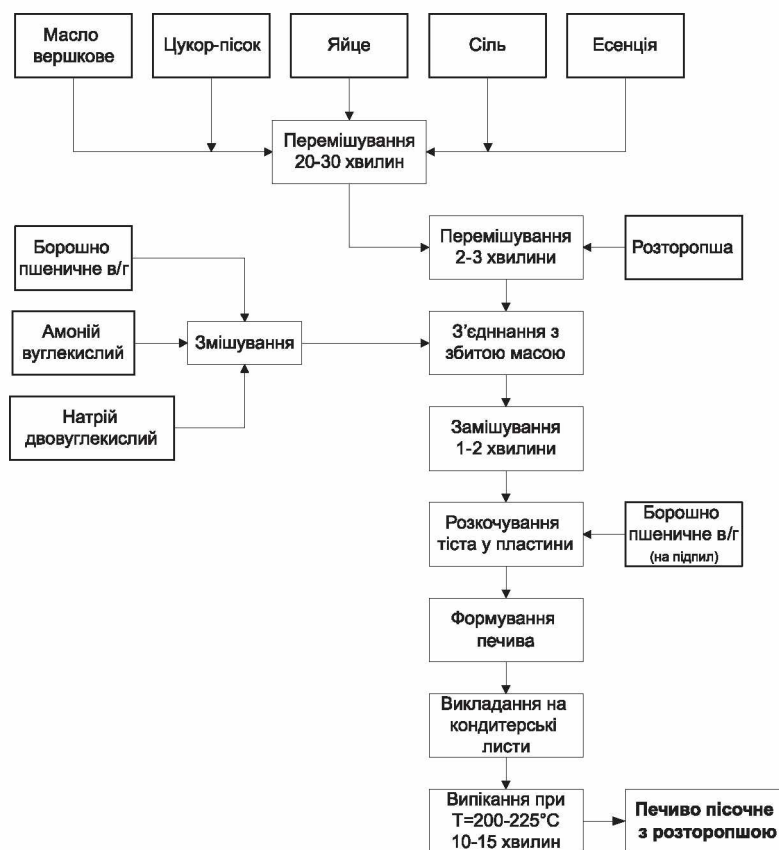 Масло
вершкове
Цукор-пісок
Яйце
Сіль
Есенція
Перемішування
20-30 хвилин
Перемішування
2-3 хвилини
Розторопша
Борошно
пшеничне в/г
Амоній
вуглекислий
Натрій
двовуглекислий
Змішування
З’єдннання з
збитою масою
Замішування
1-2 хвилини
Розкочування
тіста у пластини
Борошно
пшеничне в/г
(на підпил)
Формування
печива
Викладання на
кондитерські
листи
Випікання при
Т=200-225°С
10-15 хвилин
Печиво пісочне
з розторопшою